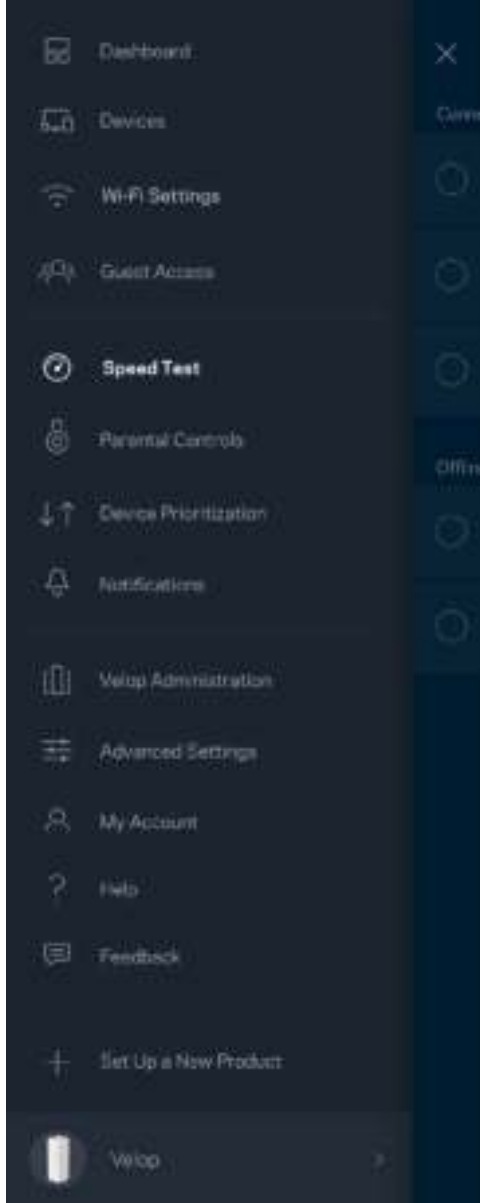 Dashboard
Devices
Wi-Fi Settings
Guest Access
Speed Test
Parental Controls
Device Prioritization
Notifications
Velop Administration
Advanced Settings
My Account
Help
Feedback
Set Up a New Product
Velop